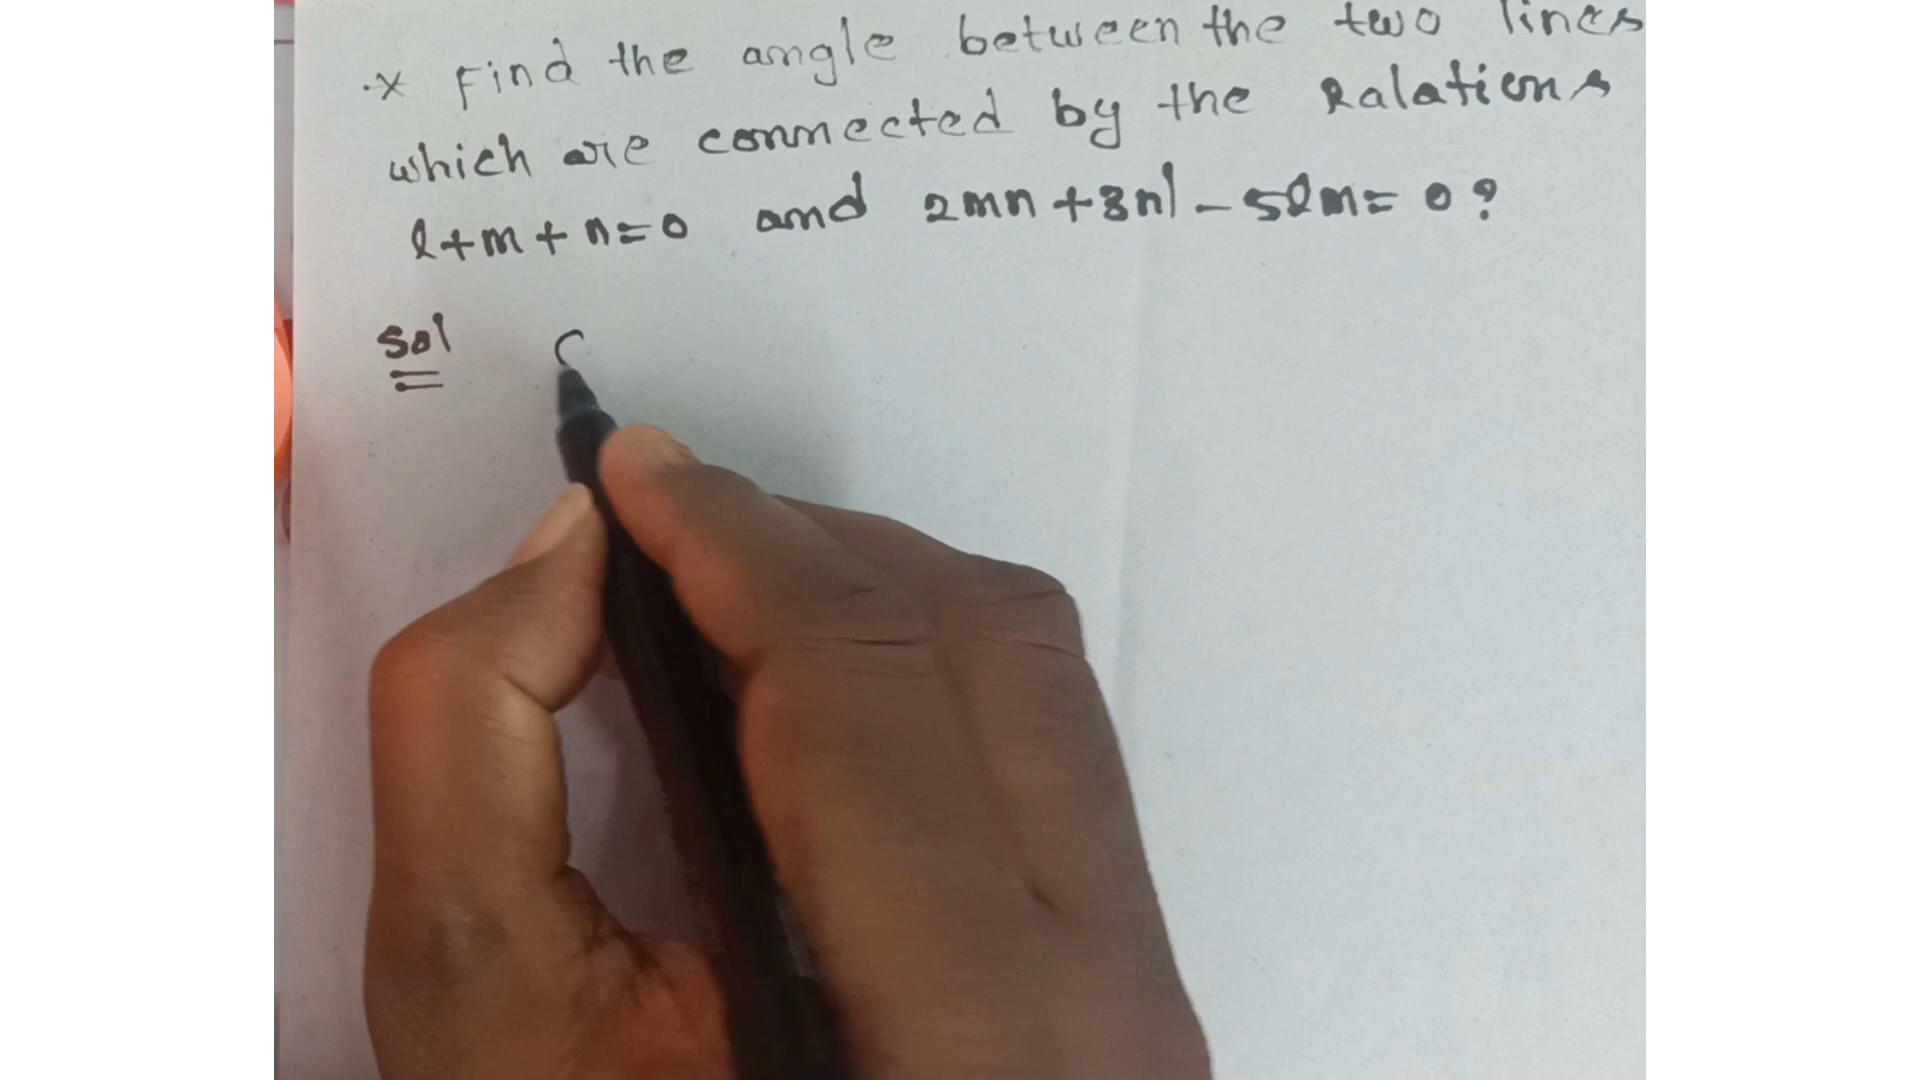 x Find the angle between the two lines
which are connected by the Ralations
l+m+n=0 and 2mn+3nl-5lm=0?
Sol